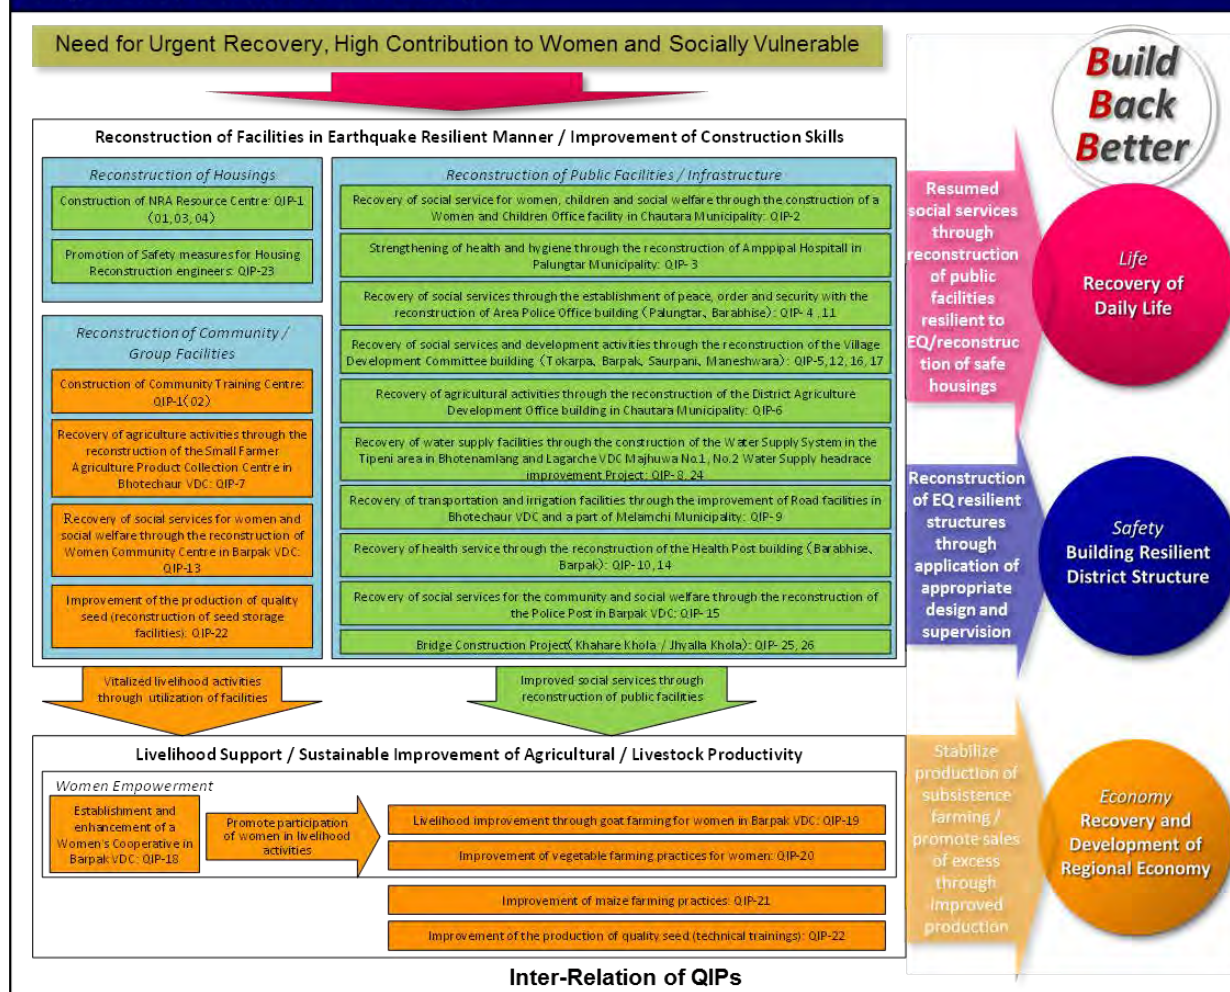 Need for Urgent Recovery, High Contribution to Women and Socially Vulnerable
Build
Back
Better
Reconstruction of Facilities in Earthquake Resilient Manner / Improvement of Construction Skills
Reconstruction of Housings
Construction of NRA Resource Centre: QIP-1
(01, 03, 04)
Promotion of Safety measures for Housing
Reconstruction engineers: QIP-23
Reconstruction of Community /
Group Facilities
Construction of Community Training Centre:
QIP-1(02)
Recovery of agriculture activities through the
reconstruction of the Small Farmer
Agriculture Product Collection Centre in
Bhotechaur VDC: QIP-7
Recovery of social services for women and
social welfare through the reconstruction of
Women Community Centre in Barpak VDC:
QIP-13
Improvement of the production of quality
seed (reconstruction of seed storage
facilities): QIP-22
Reconstruction of Public Facilities / Infrastructure
Recovery of social service for women, children and social welfare through the construction of a
Women and Children Office facility in Chautara Municipality: QIP-2
Strengthening of health and hygiene through the reconstruction of Amppipal Hospitall in
Palungtar Municipality: QIP-3
Recovery of social services through the establishment of peace, order and security with the
reconstruction of Area Police Office building (Palungtar、Barabhise): QIP-4 ,11
Recovery of social services and development activities through the reconstruction of the Village
Development Committee building (Tokarpa、Barpak、Saurpani、Maneshwara): QIP-5, 12, 16, 17
Recovery of agricultural activities through the reconstruction of the District Agriculture
Development Office building in Chautara Municipality: QIP-6
Recovery of water supply facilities through the construction of the Water Supply System in the
Tipeni area in Bhotenamlang and Lagarche VDC Majhuwa No.1, No.2 Water Supply headrace
improvement Project: QIP-8, 24
Recovery of transportation and irrigation facilities through the improvement of Road facilities in
Bhotechaur VDC and a part of Melamchi Municipality: QIP-9
Recovery of health service through the reconstruction of the Health Post building (Barabhise、
Barpak): QIP-10, 14
Recovery of social services for the community and social welfare through the reconstruction of
the Police Post in Barpak VDC: QIP-15
Bridge Construction Project( Khahare Khola / Jhyalla Khola): QIP-25, 26
Resumed
social services
through
reconstruction
of public
facilities
resilient to
EQ/reconstruc
tion of safe
housings
Life
Recovery of
Daily Life
Reconstruction
of EQ resilient
structures
through
application of
appropriate
design and
supervision
Safety
Building Resilient
District Structure
Vitalized livelihood activities
through utilization of facilities
Improved social services through
reconstruction of public facilities
Livelihood Support / Sustainable Improvement of Agricultural / Livestock Productivity
Women Empowerment
Establishment and
enhancement of a
Women's Cooperative in
Barpak VDC: QIP-18
Promote participation
of women in livelihood
activities
Livelihood improvement through goat farming for women in Barpak VDC: QIP-19
Improvement of vegetable farming practices for women: QIP-20
Improvement of maize farming practices: QIP-21
Improvement of the production of quality seed (technical trainings): QIP-22
Stabilize
production of
subsistence
farming /
promote sales
of excess
through
improved
production
Economy
Recovery and
Development of
Regional Economy
Inter-Relation of QIPs